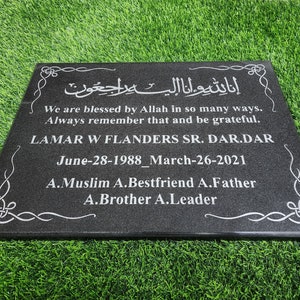 إنا لله وإنا إليه راجعون
We are blessed by Allah in so many ways.
Always remember that and be grateful.
LAMAR W FLANDERS SR. DAR.DAR
June-28-1988_March-26-2021
A.Muslim A.Bestfriend A.Father
A.Brother A.Leader